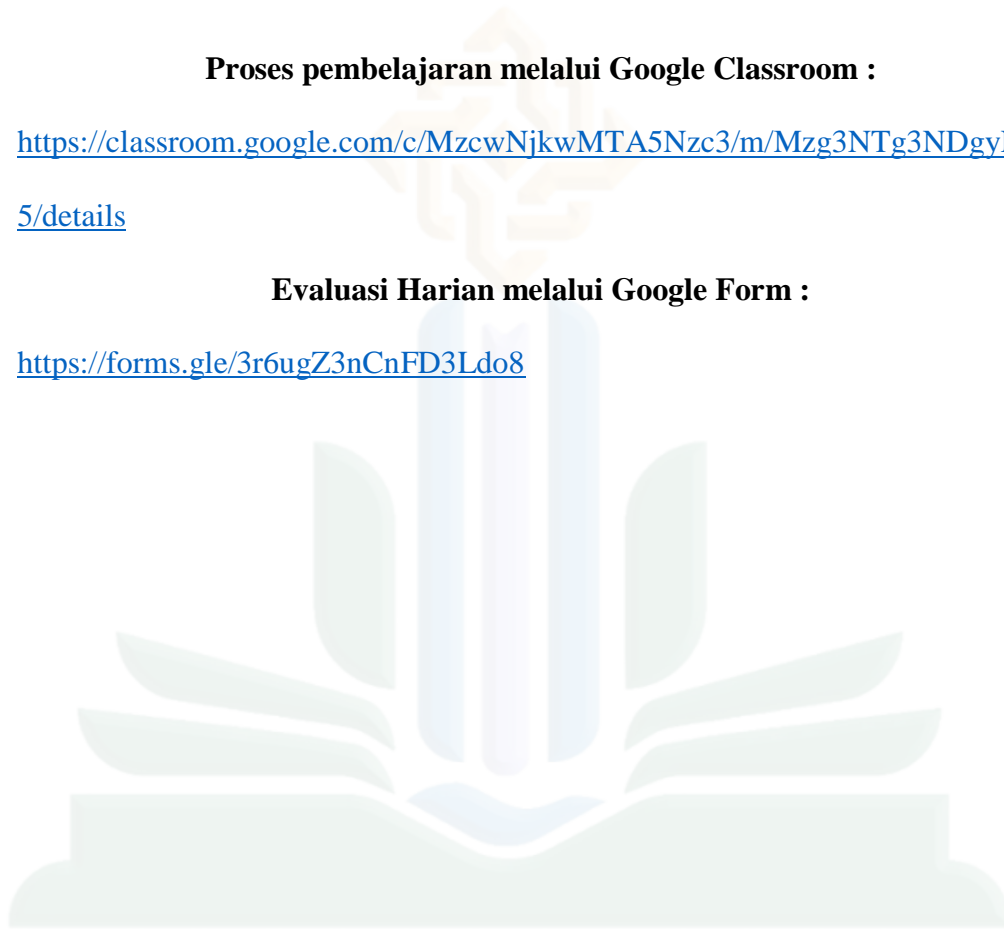 Proses pembelajaran melalui Google Classroom :
https://classroom.google.com/c/MzcwNjkwMTA5Nzc3/m/Mzg3NTg3NDgy
5/details
Evaluasi Harian melalui Google Form :
https://forms.gle/3r6ugZ3nCnFD3Ldo8